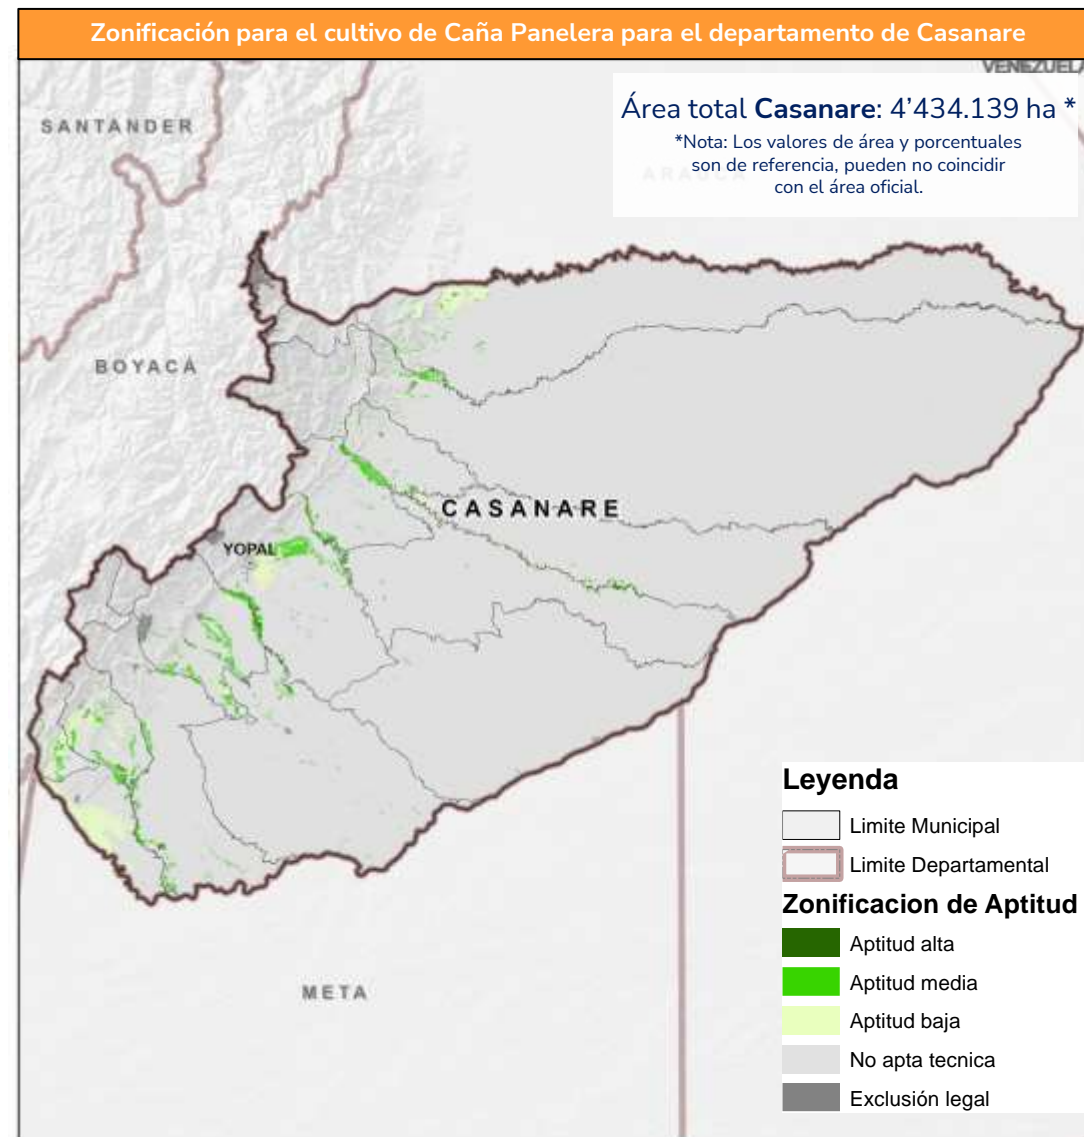 Zonificación para el cultivo de Caña Panelera para el departamento de Casanare
VENEZUELA
SANTANDER
Área total Casanare: 4’434.139 ha *
*Nota: Los valores de área y porcentuales
son de referencia, pueden no coincidir
con el área oficial.
ARAUCA
BOYACÁ
CASANARE
YOPAL
META
Leyenda
Limite Municipal
Limite Departamental
Zonificacion de Aptitud
Aptitud alta
Aptitud media
Aptitud baja
No apta tecnica
Exclusión legal